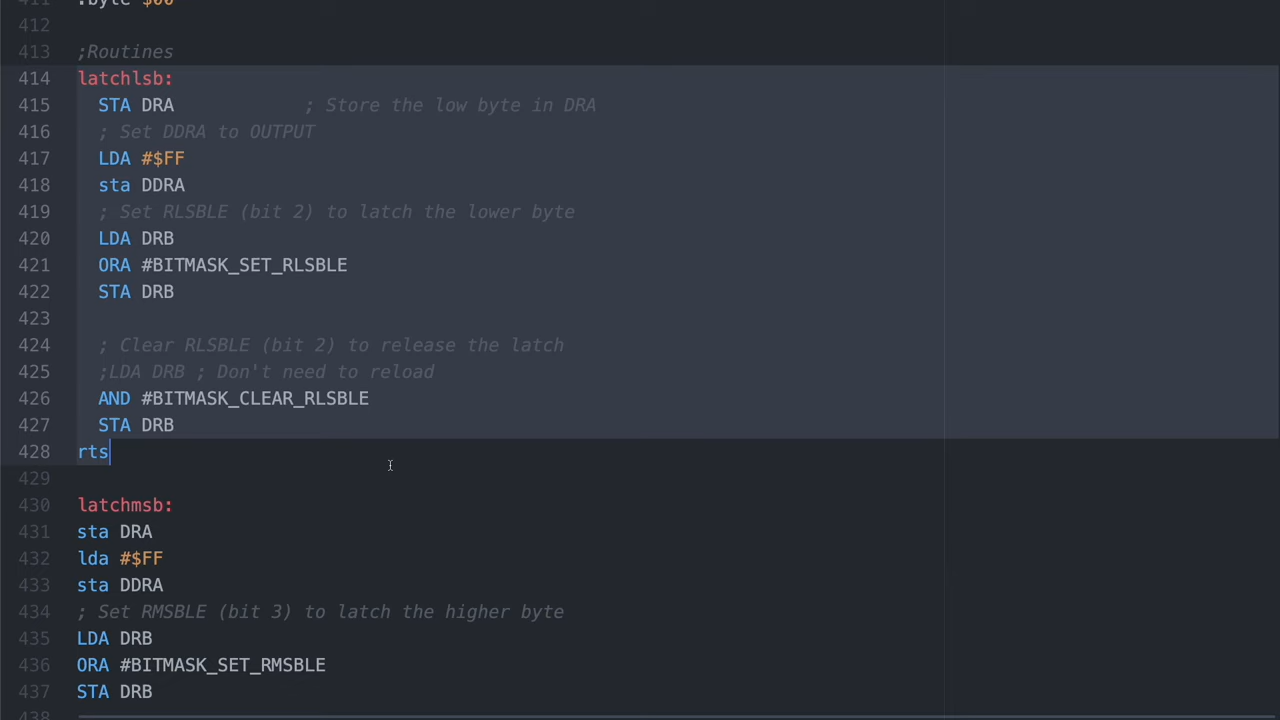 411 .byte $00
412
413 ;Routines
414 latchlsb:
415 STA DRA ; Store the low byte in DRA
416 ; Set DDRA to OUTPUT
417 LDA #$FF
418 sta DDRA
419 ; Set RLSBLE (bit 2) to latch the lower byte
420 LDA DRB
421 ORA #BITMASK_SET_RLSBLE
422 STA DRB
423
424 ; Clear RLSBLE (bit 2) to release the latch
425 ;LDA DRB ; Don't need to reload
426 AND #BITMASK_CLEAR_RLSBLE
427 STA DRB
428 rts
429
430 latchmsb:
431 sta DRA
432 lda #$FF
433 sta DDRA
434 ; Set RMSBLE (bit 3) to latch the higher byte
435 LDA DRB
436 ORA #BITMASK_SET_RMSBLE
437 STA DRB
438